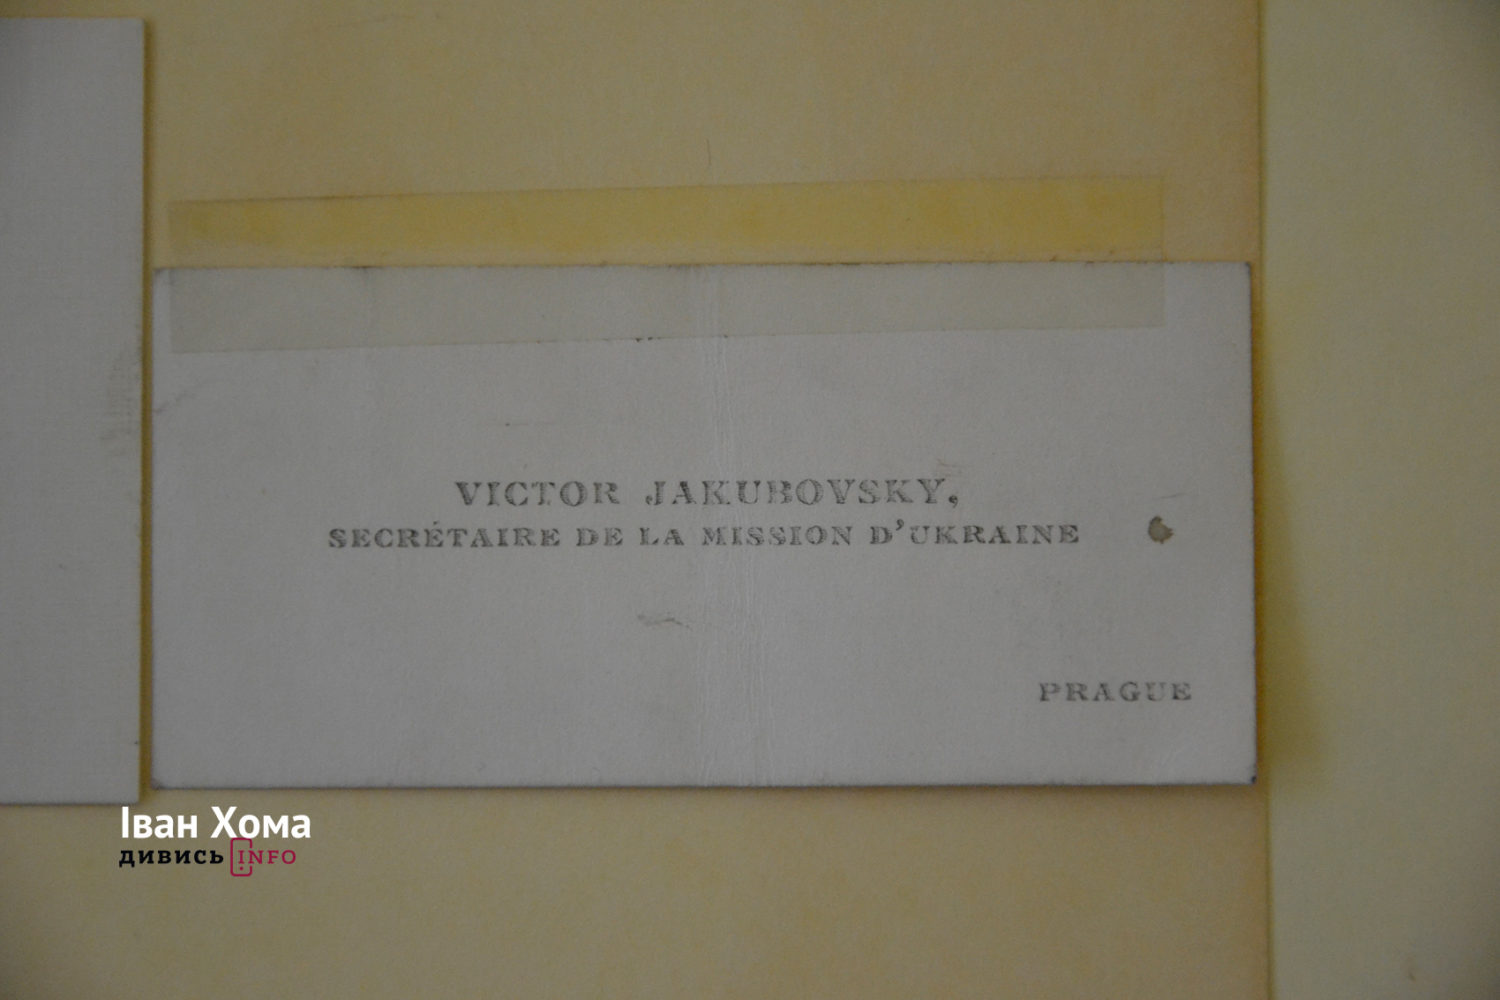 VICTOR JAKUBOVSKY,
SECRÉTAIRE DE LA MISSION D'UKRAINE
PRAGUE
Іван Хома
дивись INFO